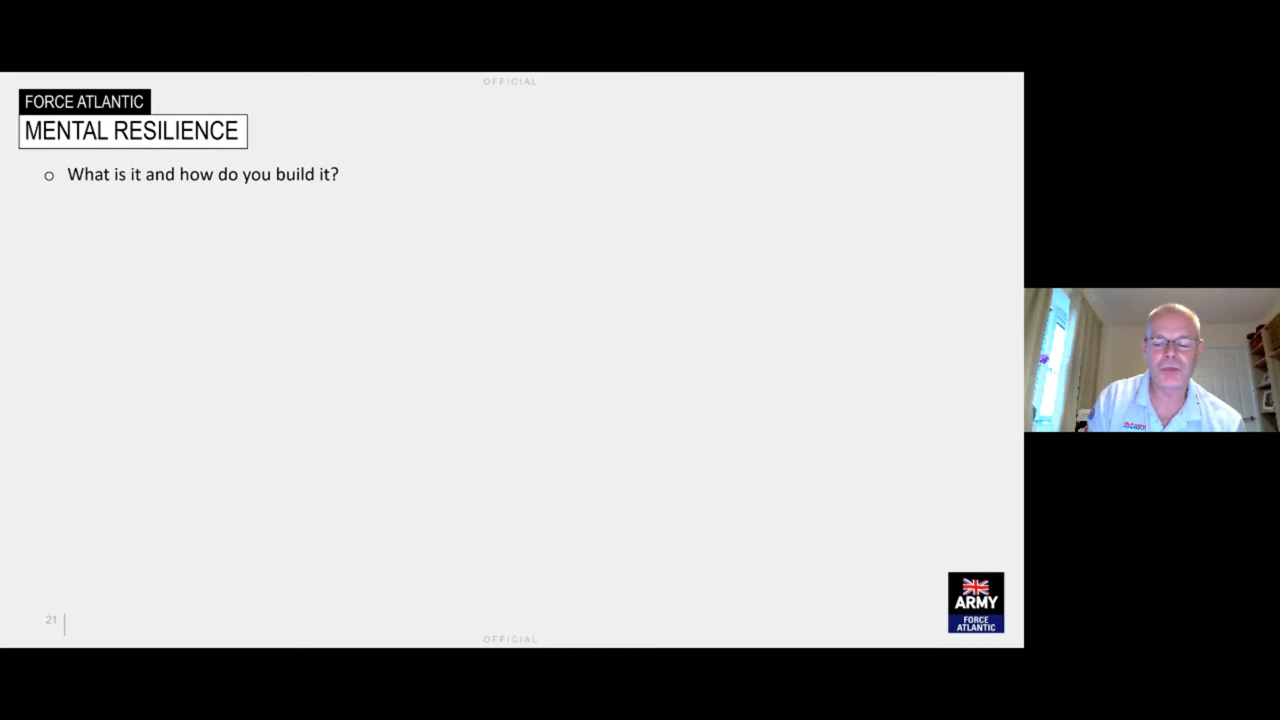 OFFICIAL
FORCE ATLANTIC
MENTAL RESILIENCE
o What is it and how do you build it?
ARMY
FORCE
ATLANTIC
21
OFFICIAL